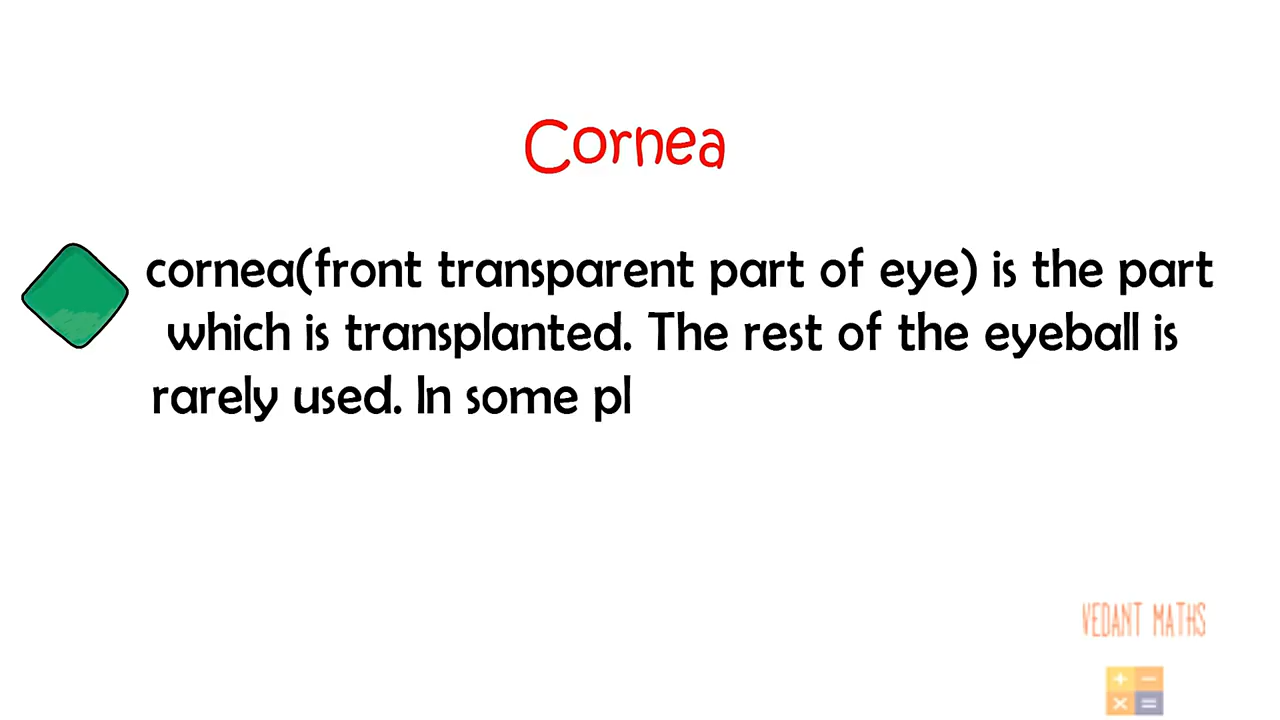 Cornea
cornea(front transparent part of eye) is the part
which is transplanted. The rest of the eyeball is
rarely used. In some pl
VEDANT MATHS
+ −
× =